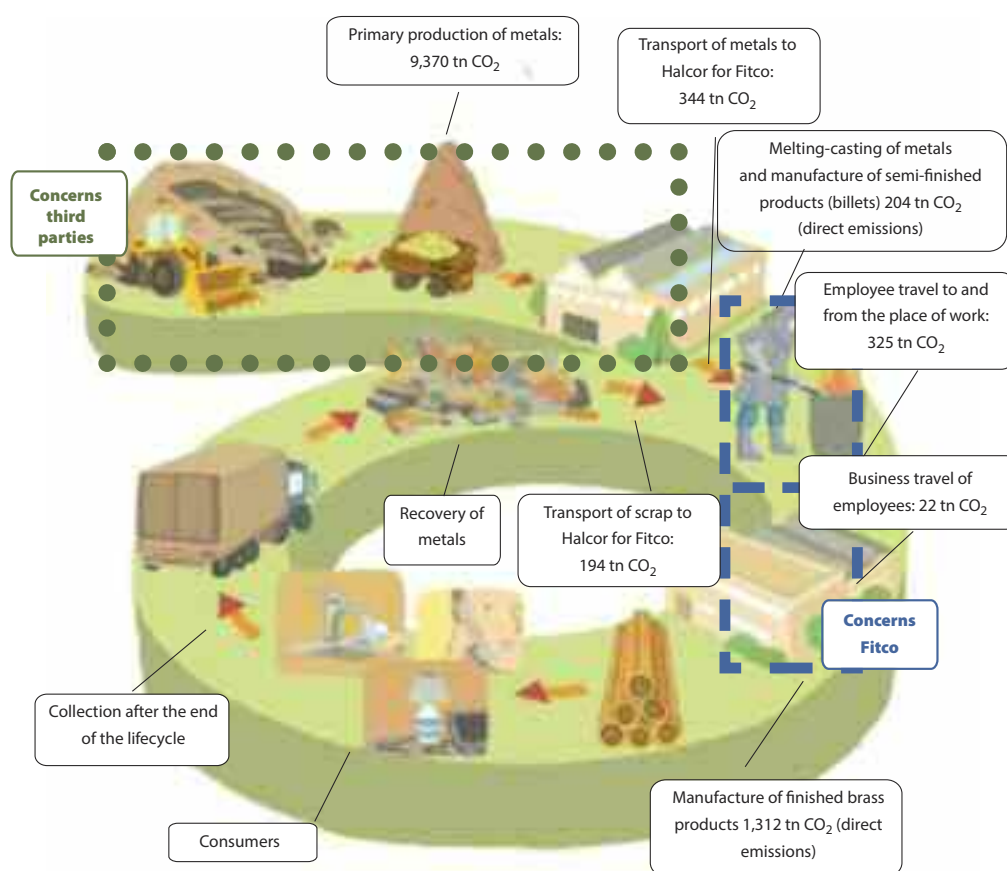 Primary production of metals:
9,370 tn CO₂
Transport of metals to
Halcor for Fitco:
344 tn CO₂
Melting-casting of metals
and manufacture of semi-finished
products (billets) 204 tn CO₂
(direct emissions)
Concerns
third
parties
Employee travel to and
from the place of work:
325 tn CO₂
Business travel of
employees: 22 tn CO₂
Recovery of
metals
Transport of scrap to
Halcor for Fitco:
194 tn CO₂
Concerns
Fitco
Collection after the end
of the lifecycle
Manufacture of finished brass
products 1,312 tn CO₂ (direct
emissions)
Consumers